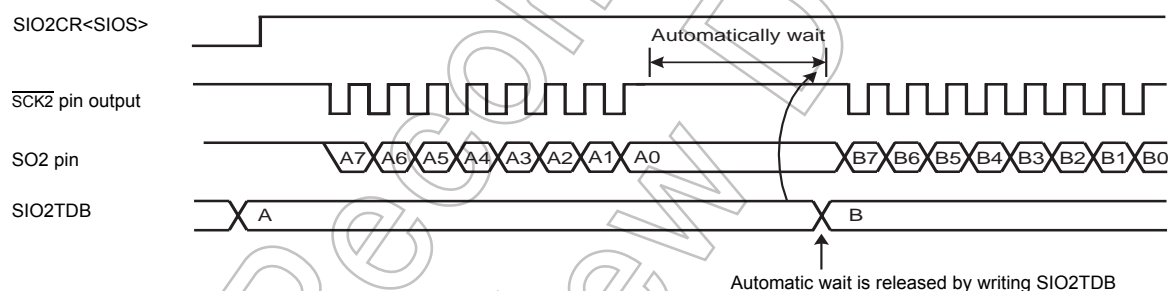 SIO2CR<SIOS>
Automatically wait
SCK2 pin output
SO2 pin
A7 A6 A5 A4 A3 A2 A1 A0 B7 B6 B5 B4 B3 B2 B1 B0
SIO2TDB
A B
Automatic wait is released by writing SIO2TDB